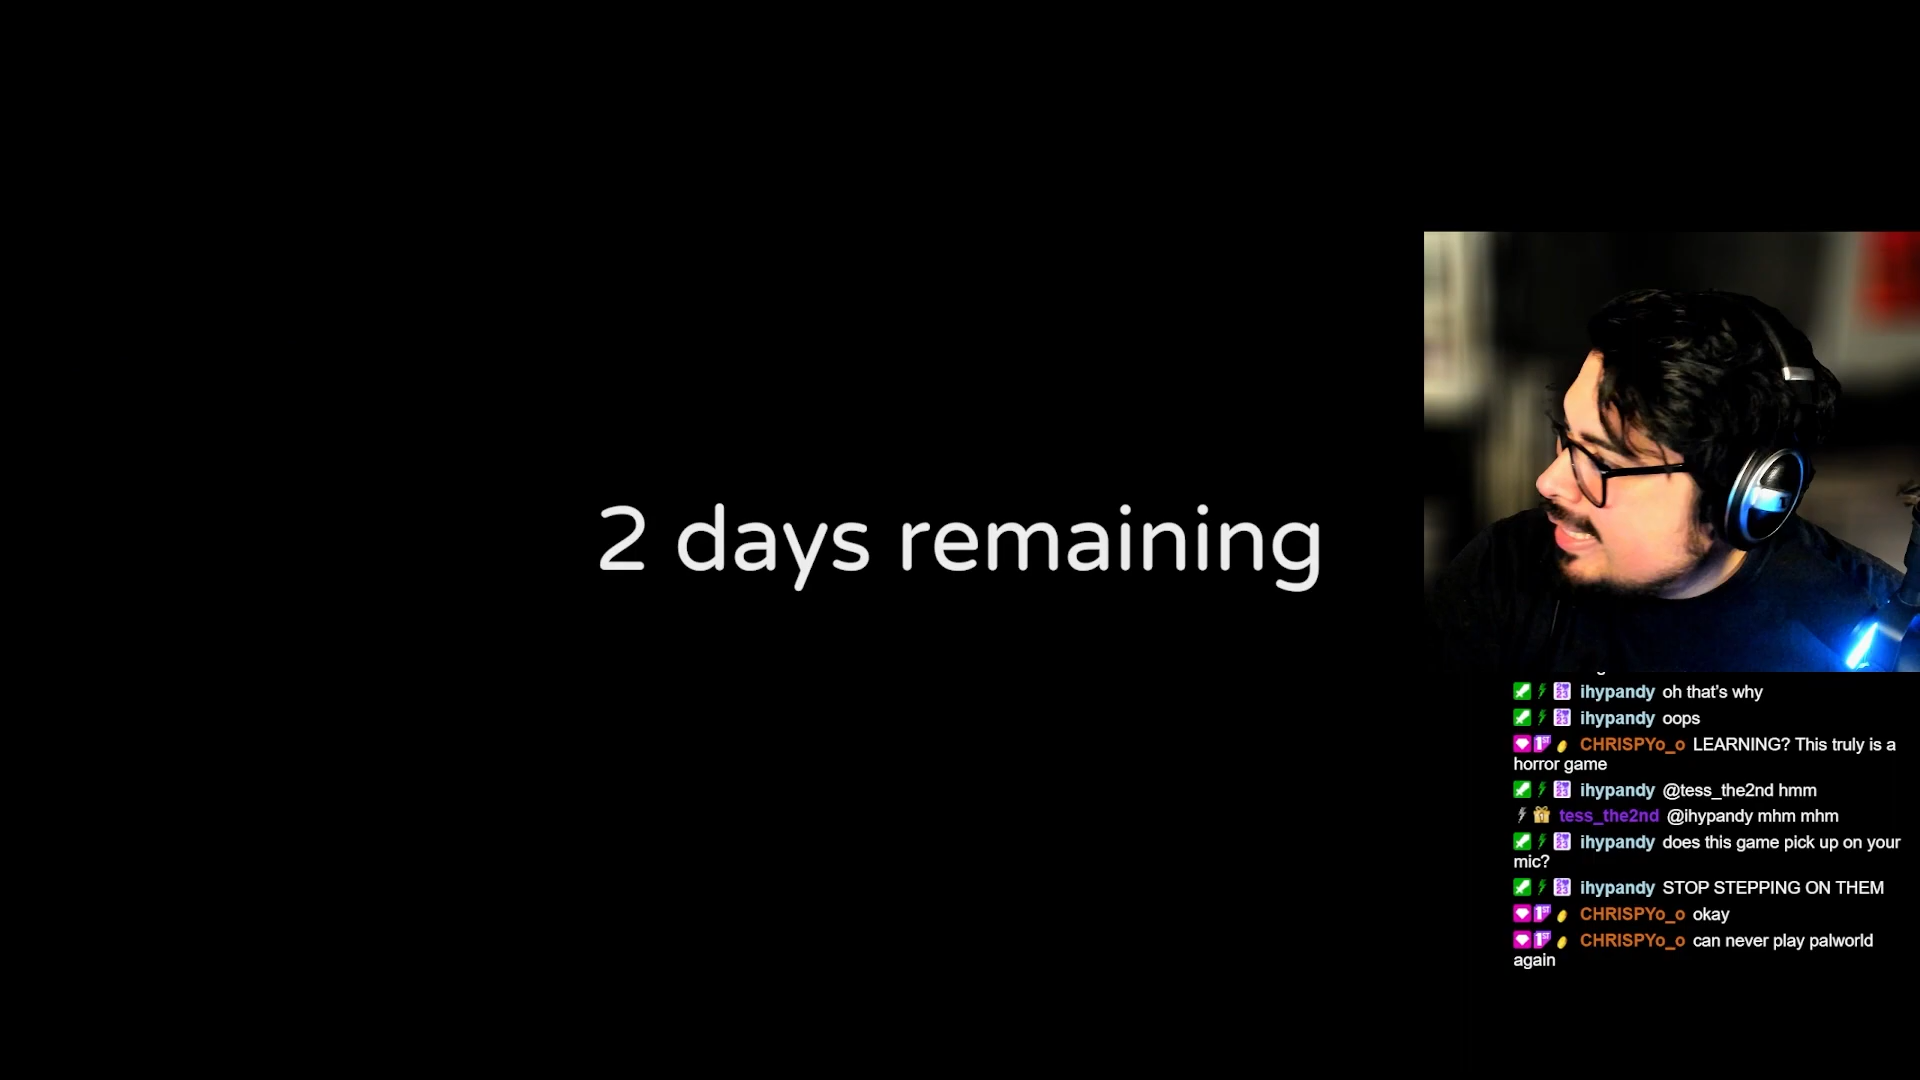 2 days remaining
ihypandy oh that's why
ihypandy oops
CHRISPYo_o LEARNING? This truly is a
horror game
ihypandy @tess_the2nd hmm
tess_the2nd @ihypandy mhm mhm
ihypandy does this game pick up on your
mic?
ihypandy STOP STEPPING ON THEM
CHRISPYo_o okay
CHRISPYo_o can never play palworld
again